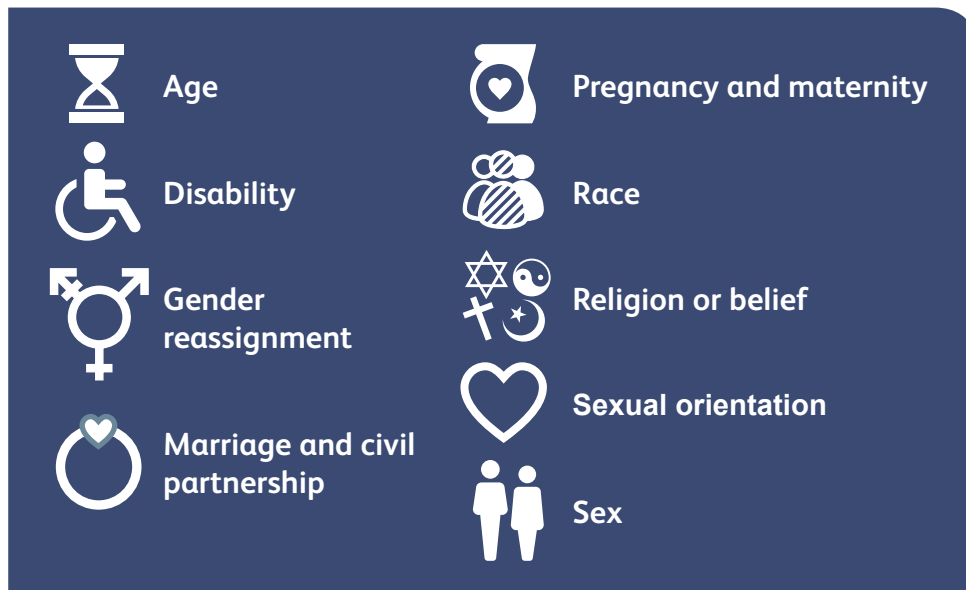 Age
Disability
Gender
reassignment
Marriage and civil
partnership
Pregnancy and maternity
Race
Religion or belief
Sexual orientation
Sex